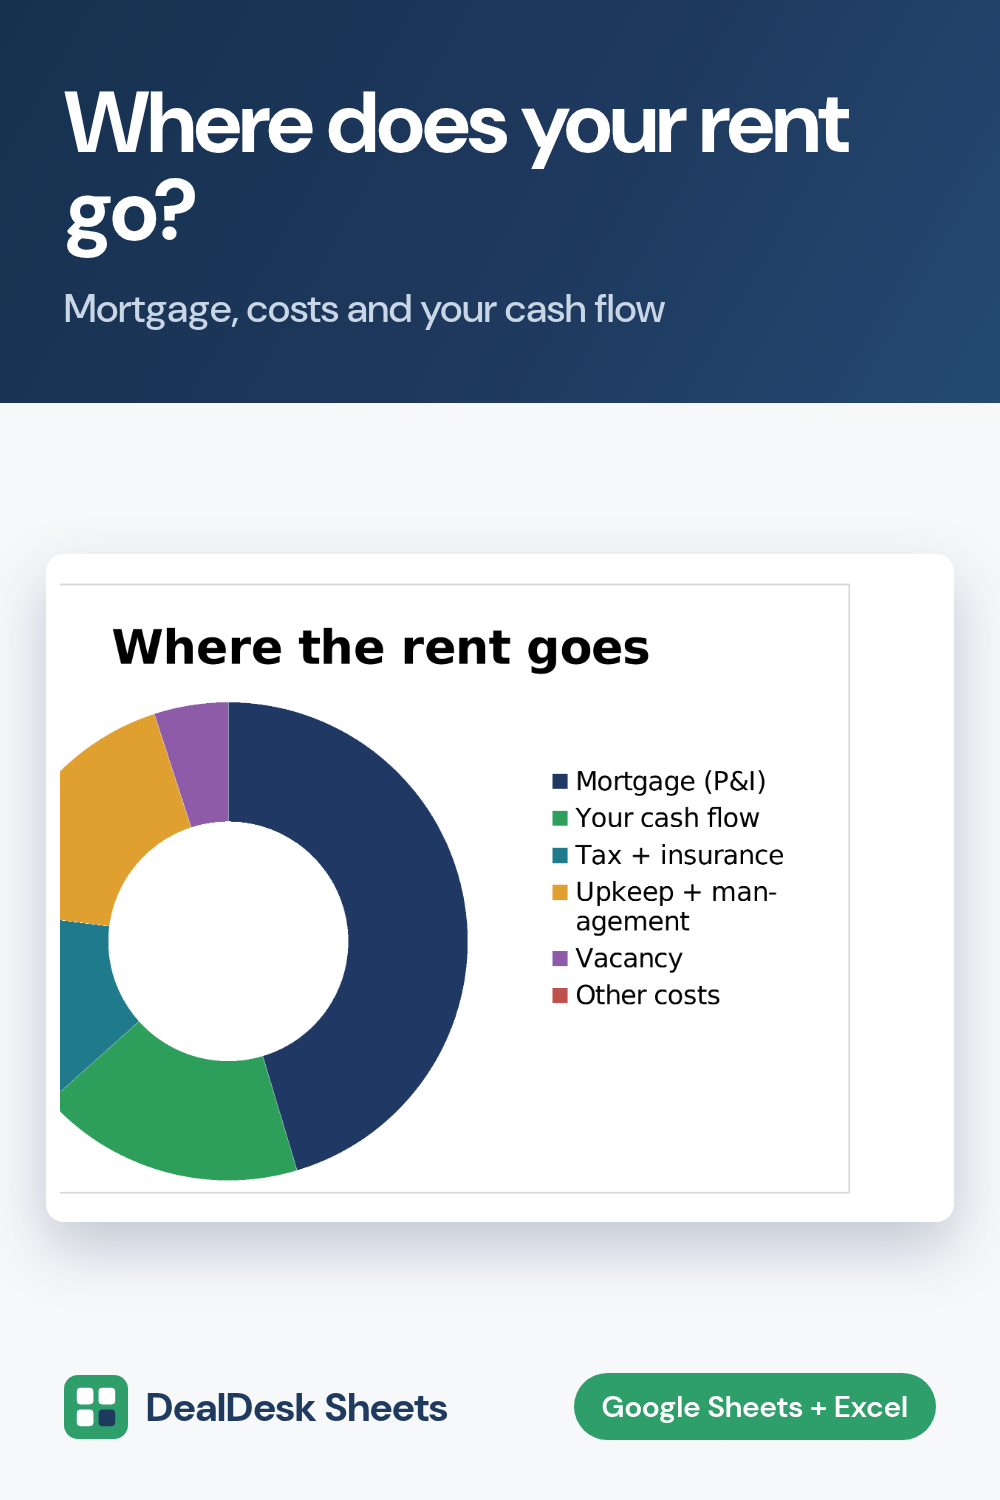 Where does your rent
go?
Mortgage, costs and your cash flow
Where the rent goes
Mortgage (P&I)
Your cash flow
Tax + insurance
Upkeep + man-
agement
Vacancy
Other costs
DealDesk Sheets
Google Sheets + Excel